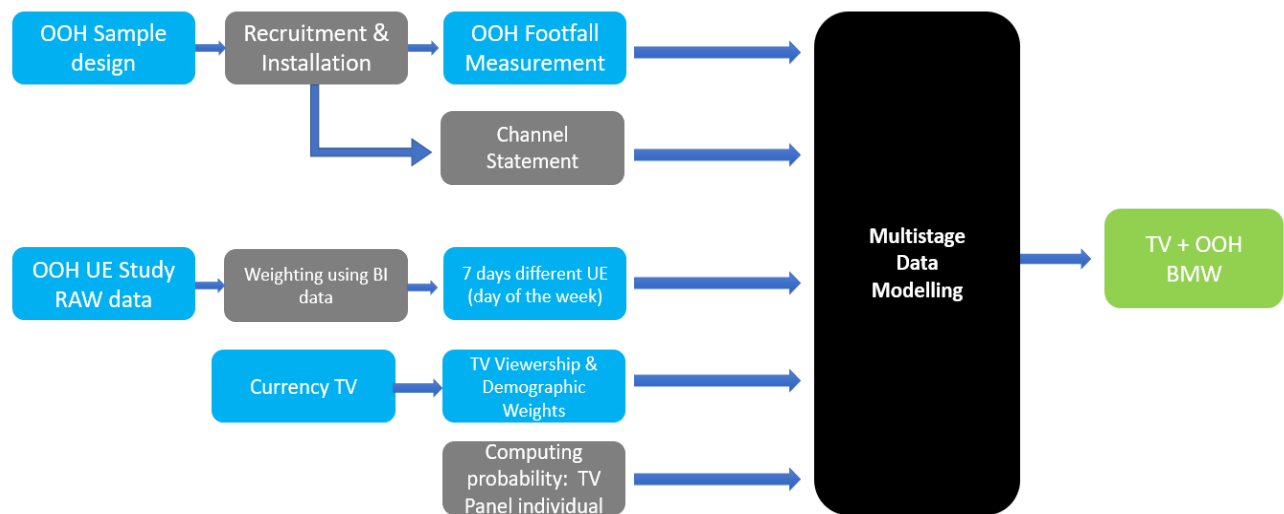 OOH Sample
design
Recruitment &
Installation
OOH Footfall
Measurement
Channel
Statement
OOH UE Study
RAW data
Weighting using BI
data
7 days different UE
(day of the week)
Currency TV
TV Viewership &
Demographic
Weights
Computing
probability: TV
Panel individual
Multistage
Data
Modelling
TV + OOH
BMW